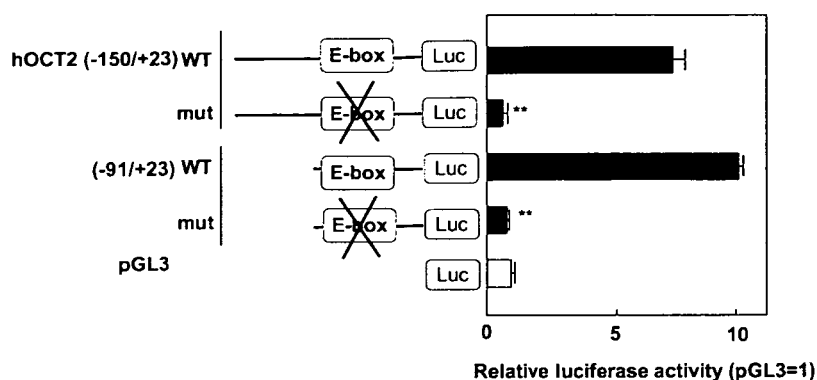 hOCT2 (-150/+23) WT E-box Luc
mut E-box Luc **
(-91/+23) WT E-box Luc
mut E-box Luc **
pGL3 Luc
0 5 10
Relative luciferase activity (pGL3=1)